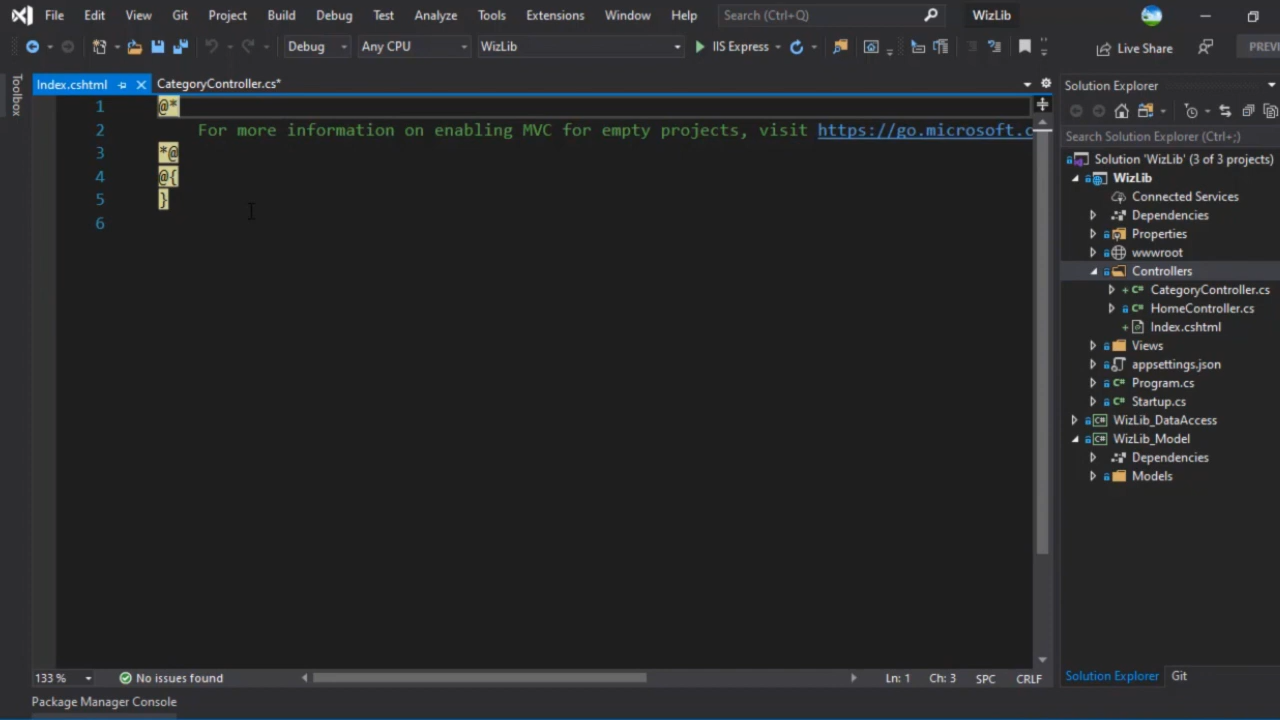 File Edit View Git Project Build Debug Test Analyze Tools Extensions Window Help Search (Ctrl+Q) WizLib
Debug Any CPU WizLib IIS Express Live Share PREVI
Toolbox
Index.cshtml CategoryController.cs*
1 @*
2 For more information on enabling MVC for empty projects, visit https://go.microsoft.c
3 *@
4 @{
5 }
6
Solution Explorer
Search Solution Explorer (Ctrl+;)
Solution 'WizLib' (3 of 3 projects)
WizLib
Connected Services
Dependencies
Properties
wwwroot
Controllers
CategoryController.cs
HomeController.cs
Index.cshtml
Views
appsettings.json
Program.cs
Startup.cs
WizLib_DataAccess
WizLib_Model
Dependencies
Models
Solution Explorer Git
133 % No issues found Ln: 1 Ch: 3 SPC CRLF
Package Manager Console